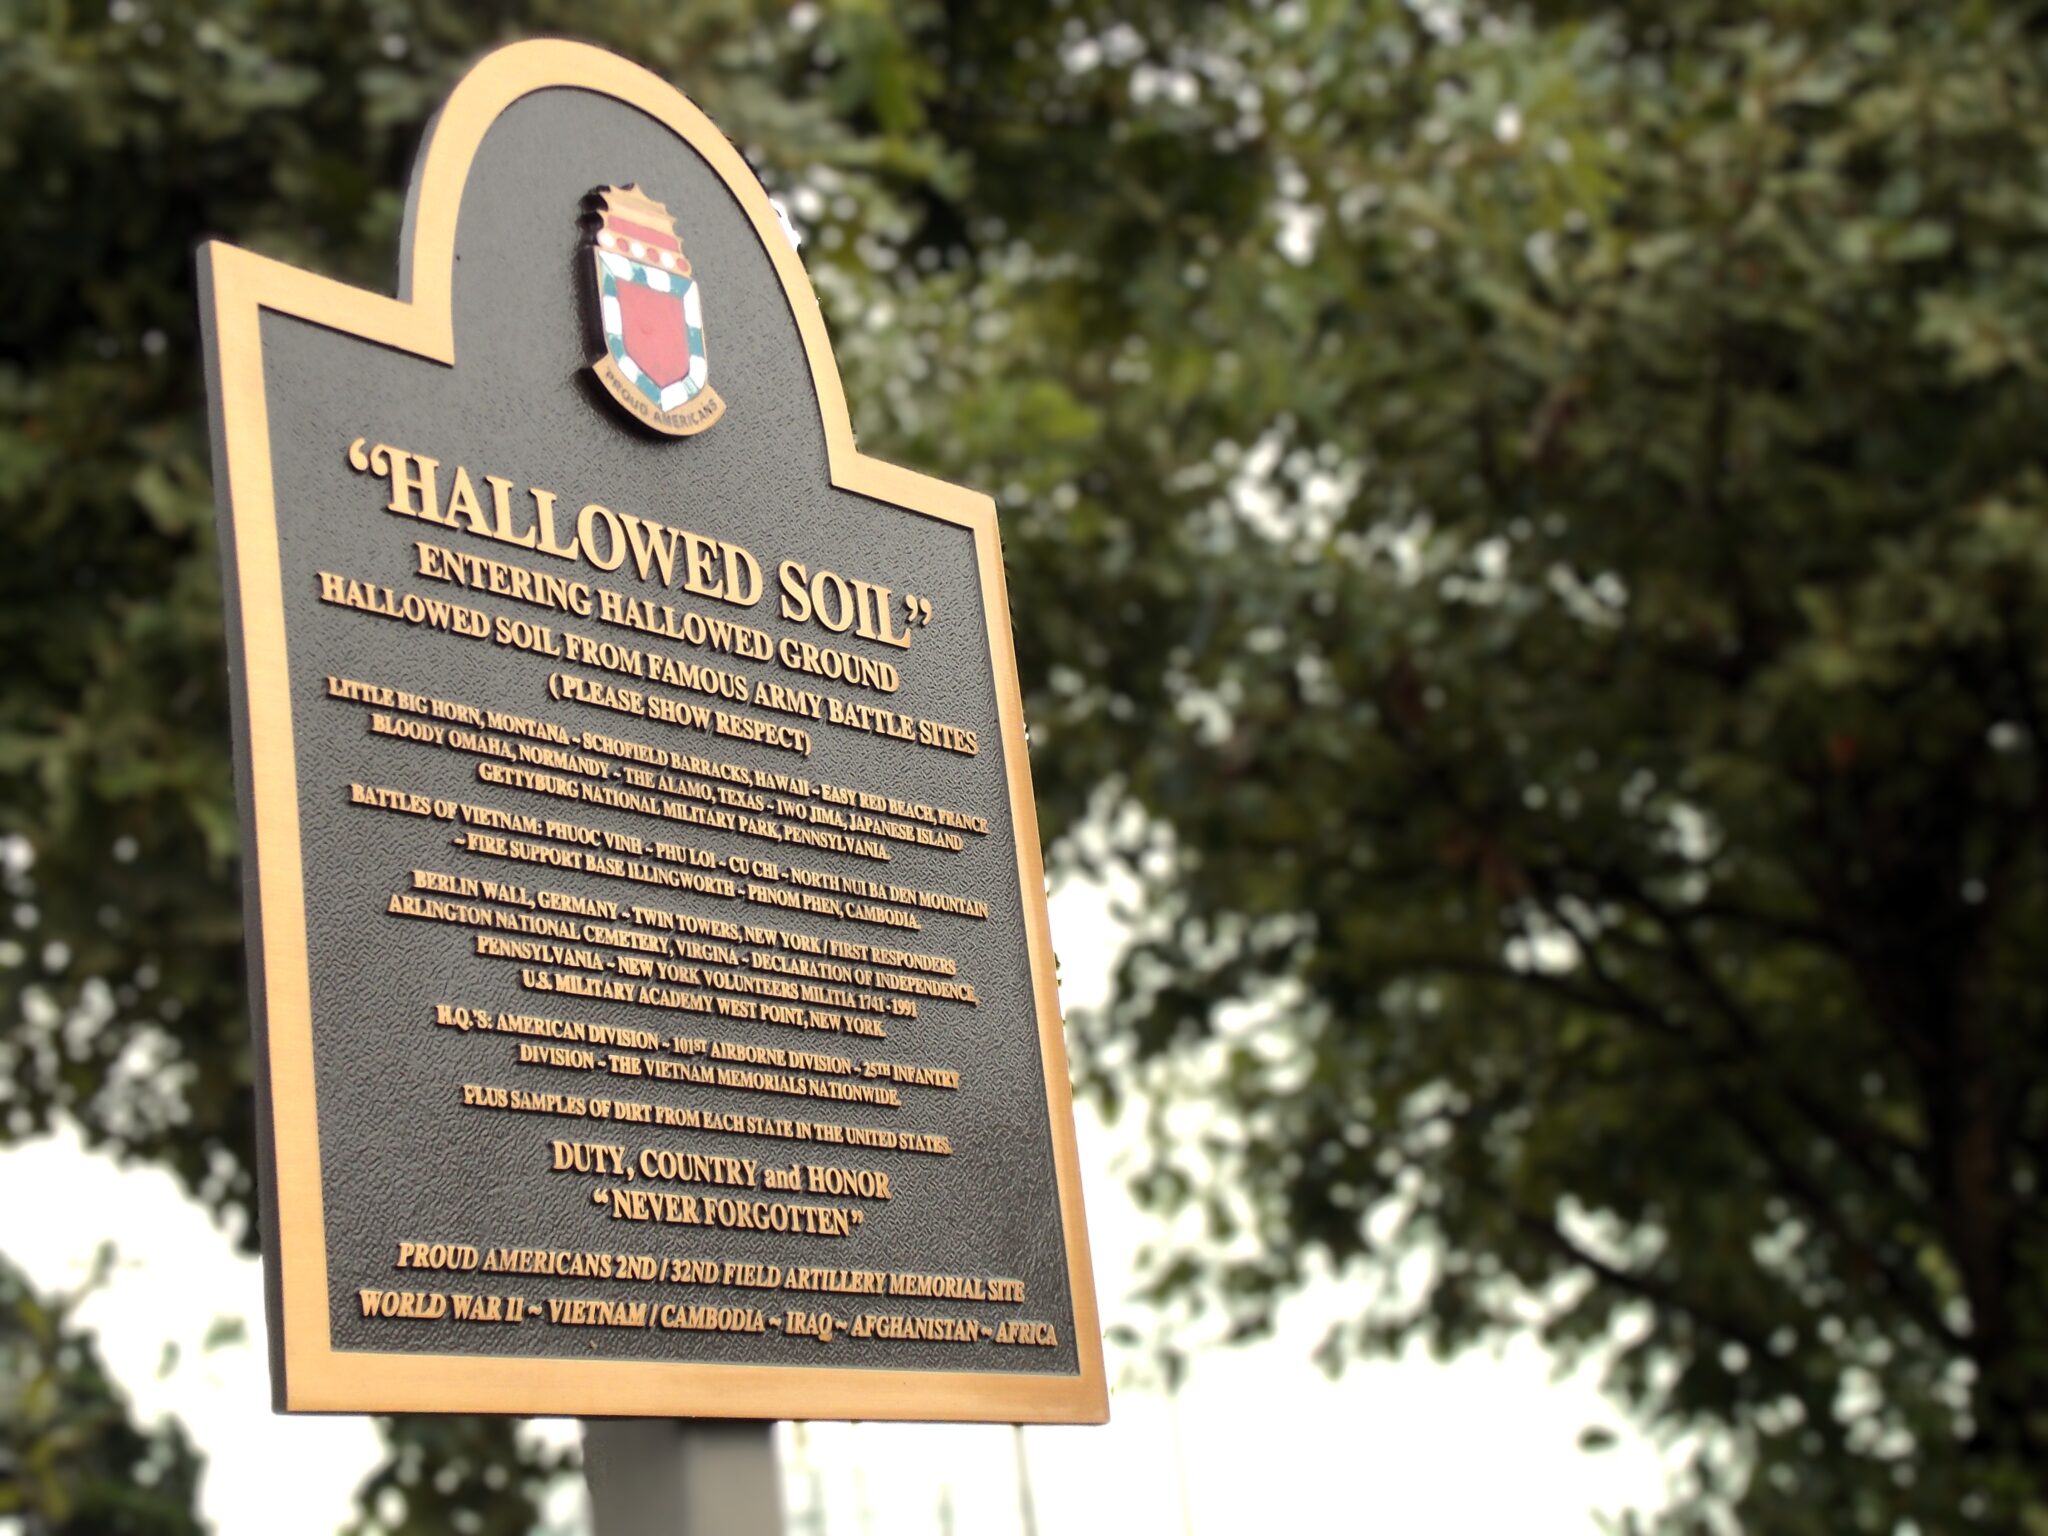 PROUD AMERICANS
“HALLOWED SOIL”
ENTERING HALLOWED GROUND
HALLOWED SOIL FROM FAMOUS ARMY BATTLE SITES
( PLEASE SHOW RESPECT)
LITTLE BIG HORN, MONTANA ~ SCHOFIELD BARRACKS, HAWAII ~ EASY RED BEACH, FRANCE
BLOODY OMAHA, NORMANDY ~ THE ALAMO, TEXAS ~ IWO JIMA, JAPANESE ISLAND
GETTYBURG NATIONAL MILITARY PARK, PENNSYLVANIA.
BATTLES OF VIETNAM: PHUOC VINH ~ PHU LOI ~ CU CHI ~ NORTH NUI BA DEN MOUNTAIN
~ FIRE SUPPORT BASE ILLINGWORTH ~ PHNOM PHEN, CAMBODIA.
BERLIN WALL, GERMANY ~ TWIN TOWERS, NEW YORK / FIRST RESPONDERS
ARLINGTON NATIONAL CEMETERY, VIRGINA ~ DECLARATION OF INDEPENDENCE,
PENNSYLVANIA ~ NEW YORK VOLUNTEERS MILITIA 1741 - 1991
U.S. MILITARY ACADEMY WEST POINT, NEW YORK.
H.Q.'S: AMERICAN DIVISION ~ 101ST AIRBORNE DIVISION ~ 25TH INFANTRY
DIVISION ~ THE VIETNAM MEMORIALS NATIONWIDE.
PLUS SAMPLES OF DIRT FROM EACH STATE IN THE UNITED STATES.
DUTY, COUNTRY and HONOR
“NEVER FORGOTTEN”
PROUD AMERICANS 2ND / 32ND FIELD ARTILLERY MEMORIAL SITE
WORLD WAR II ~ VIETNAM / CAMBODIA ~ IRAQ ~ AFGHANISTAN ~ AFRICA